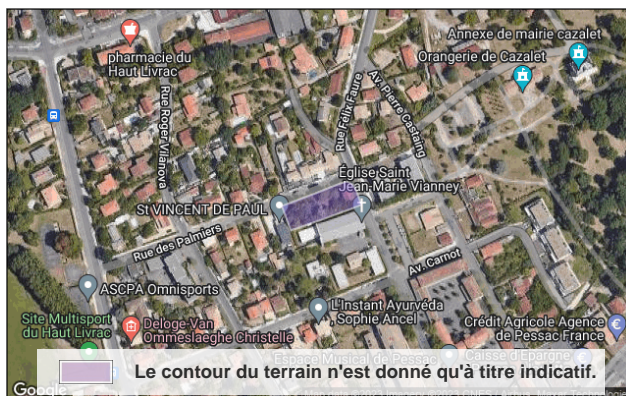 Annexe de mairie cazalet
Orangerie de Cazalet
pharmacie du
Haut Livrac
Rue Roger Vilanova
Rue Félix Faure
Av. Pierre Castaing
Église Saint
Jean-Marie Vianney
St VINCENT DE PAUL
Rue des Palmiers
Av. Carnot
ASCPA Omnisports
L'Instant Ayurvéda
, Sophie Ancel
Site Multisport
du Haut Livrac
Deloge-Van
Ommeslaeghe Christelle
Crédit Agricole Agence
de Pessac France
Espace Musical de Pessac
Caisse d'Epargne
Le contour du terrain n'est donné qu'à titre indicatif.
Google